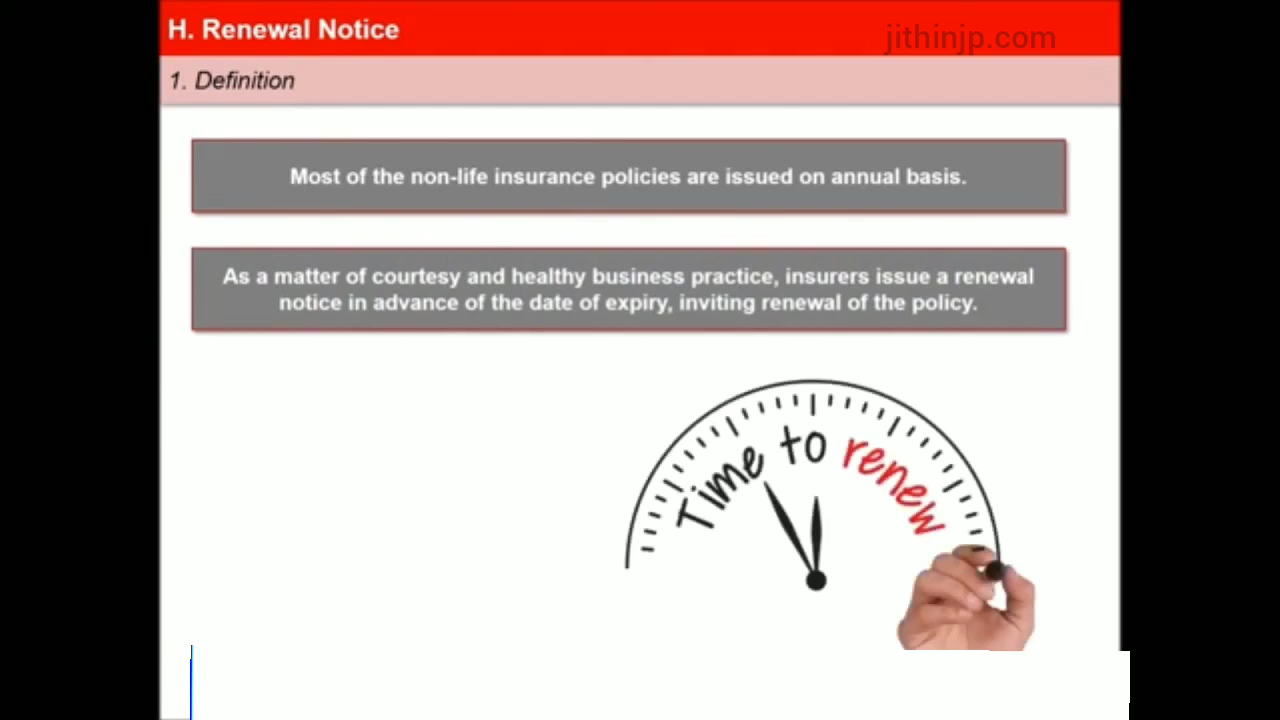 H. Renewal Notice
jithinjp.com
1. Definition
Most of the non-life insurance policies are issued on annual basis.
As a matter of courtesy and healthy business practice, insurers issue a renewal
notice in advance of the date of expiry, inviting renewal of the policy.
Time to renew